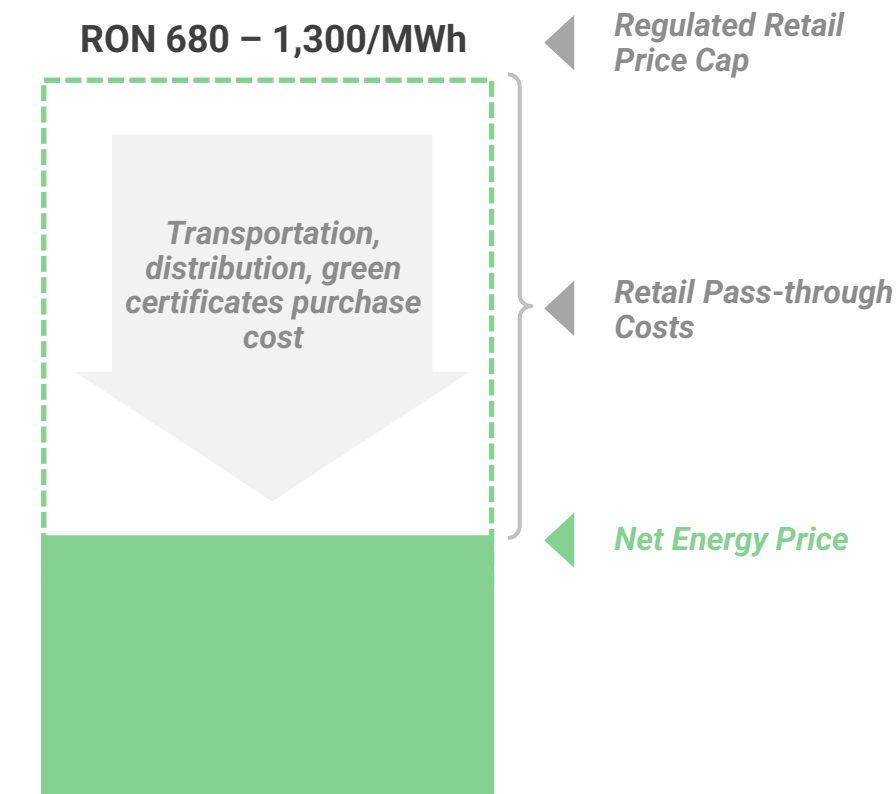 RON 680 – 1,300/MWh
Regulated Retail
Price Cap
Transportation,
distribution, green
certificates purchase
cost
Retail Pass-through
Costs
Net Energy Price